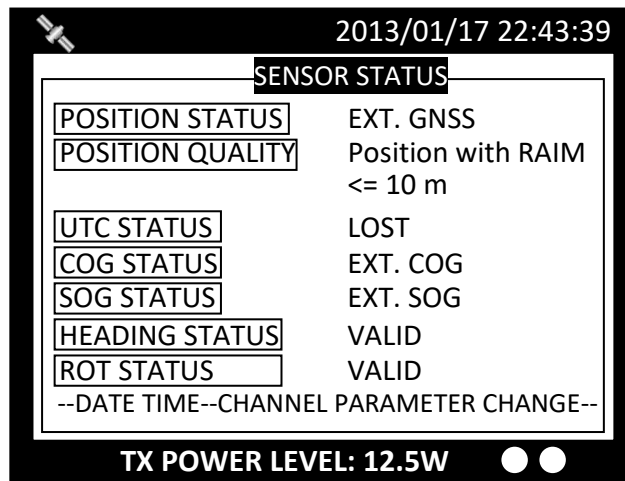 2013/01/17 22:43:39
SENSOR STATUS
POSITION STATUS EXT. GNSS
POSITION QUALITY Position with RAIM
<= 10 m
UTC STATUS LOST
COG STATUS EXT. COG
SOG STATUS EXT. SOG
HEADING STATUS VALID
ROT STATUS VALID
--DATE TIME--CHANNEL PARAMETER CHANGE--
TX POWER LEVEL: 12.5W